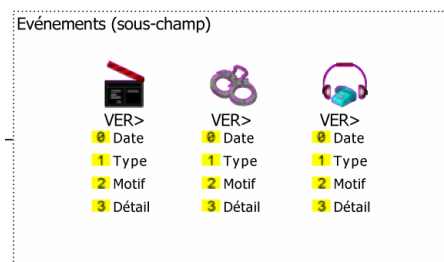 Evénements (sous-champ)
VER> VER> VER>
0 Date 0 Date 0 Date
1 Type 1 Type 1 Type
2 Motif 2 Motif 2 Motif
3 Détail 3 Détail 3 Détail